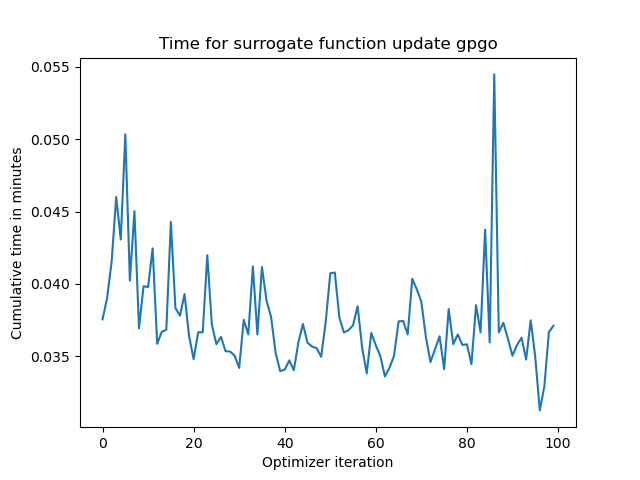 Time for surrogate function update gpgo
0.055
0.050
0.045
0.040
0.035
Cumulative time in minutes
0 20 40 60 80 100
Optimizer iteration